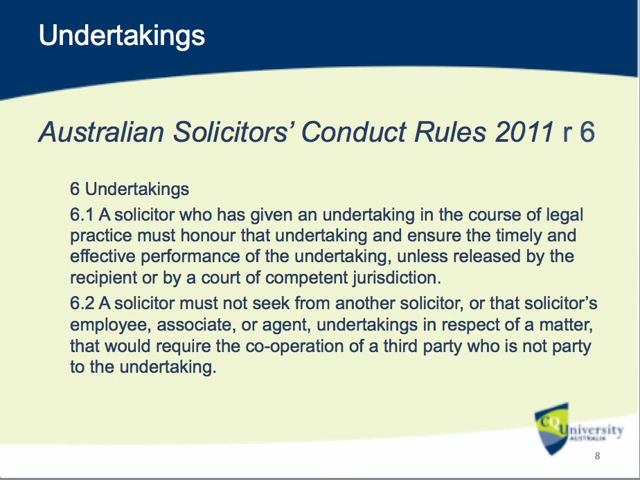 Undertakings
Australian Solicitors' Conduct Rules 2011 r 6
6 Undertakings
6.1 A solicitor who has given an undertaking in the course of legal
practice must honour that undertaking and ensure the timely and
effective performance of the undertaking, unless released by the
recipient or by a court of competent jurisdiction.
6.2 A solicitor must not seek from another solicitor, or that solicitor's
employee, associate, or agent, undertakings in respect of a matter,
that would require the co-operation of a third party who is not party
to the undertaking.
CQUniversity
AUSTRALIA
8